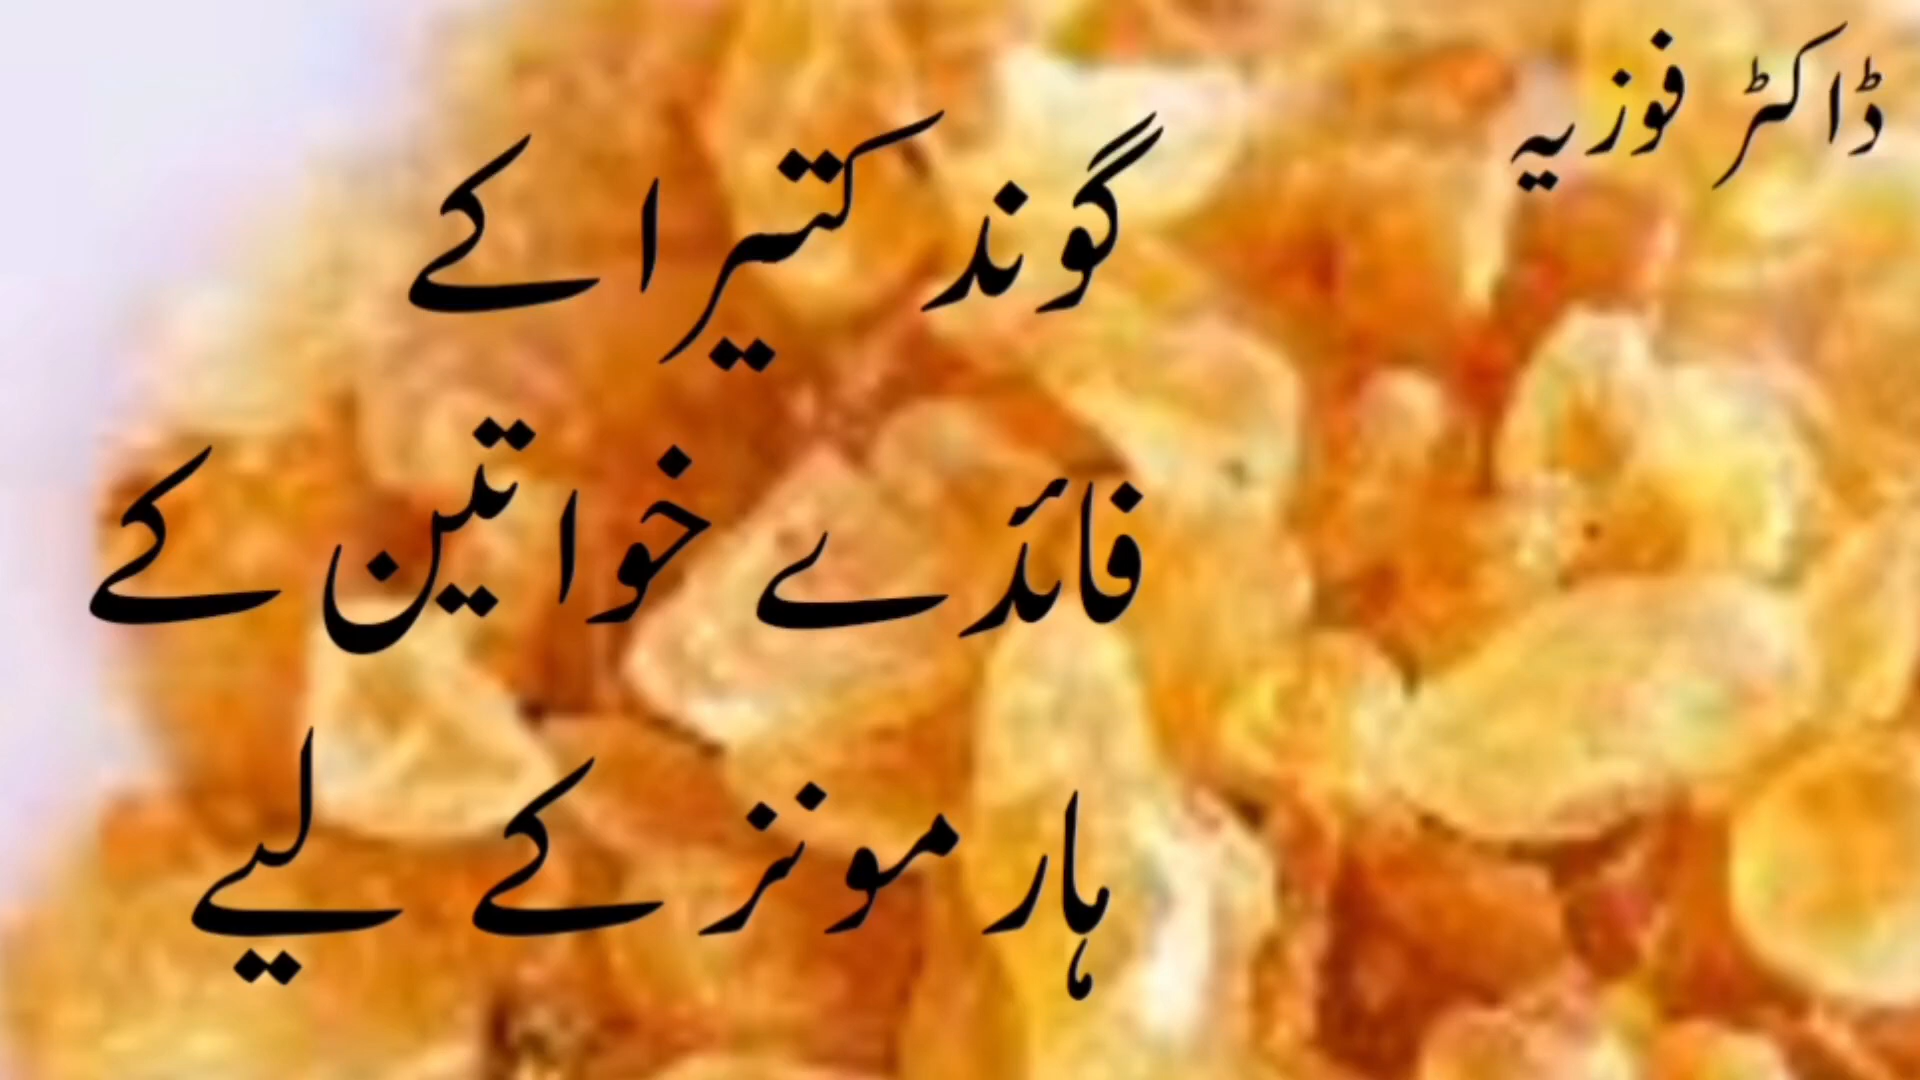 ڈاکٹر فوزیہ
گوند کتیرا کے
فائدے خواتین کے
ہارمونز کے لیے